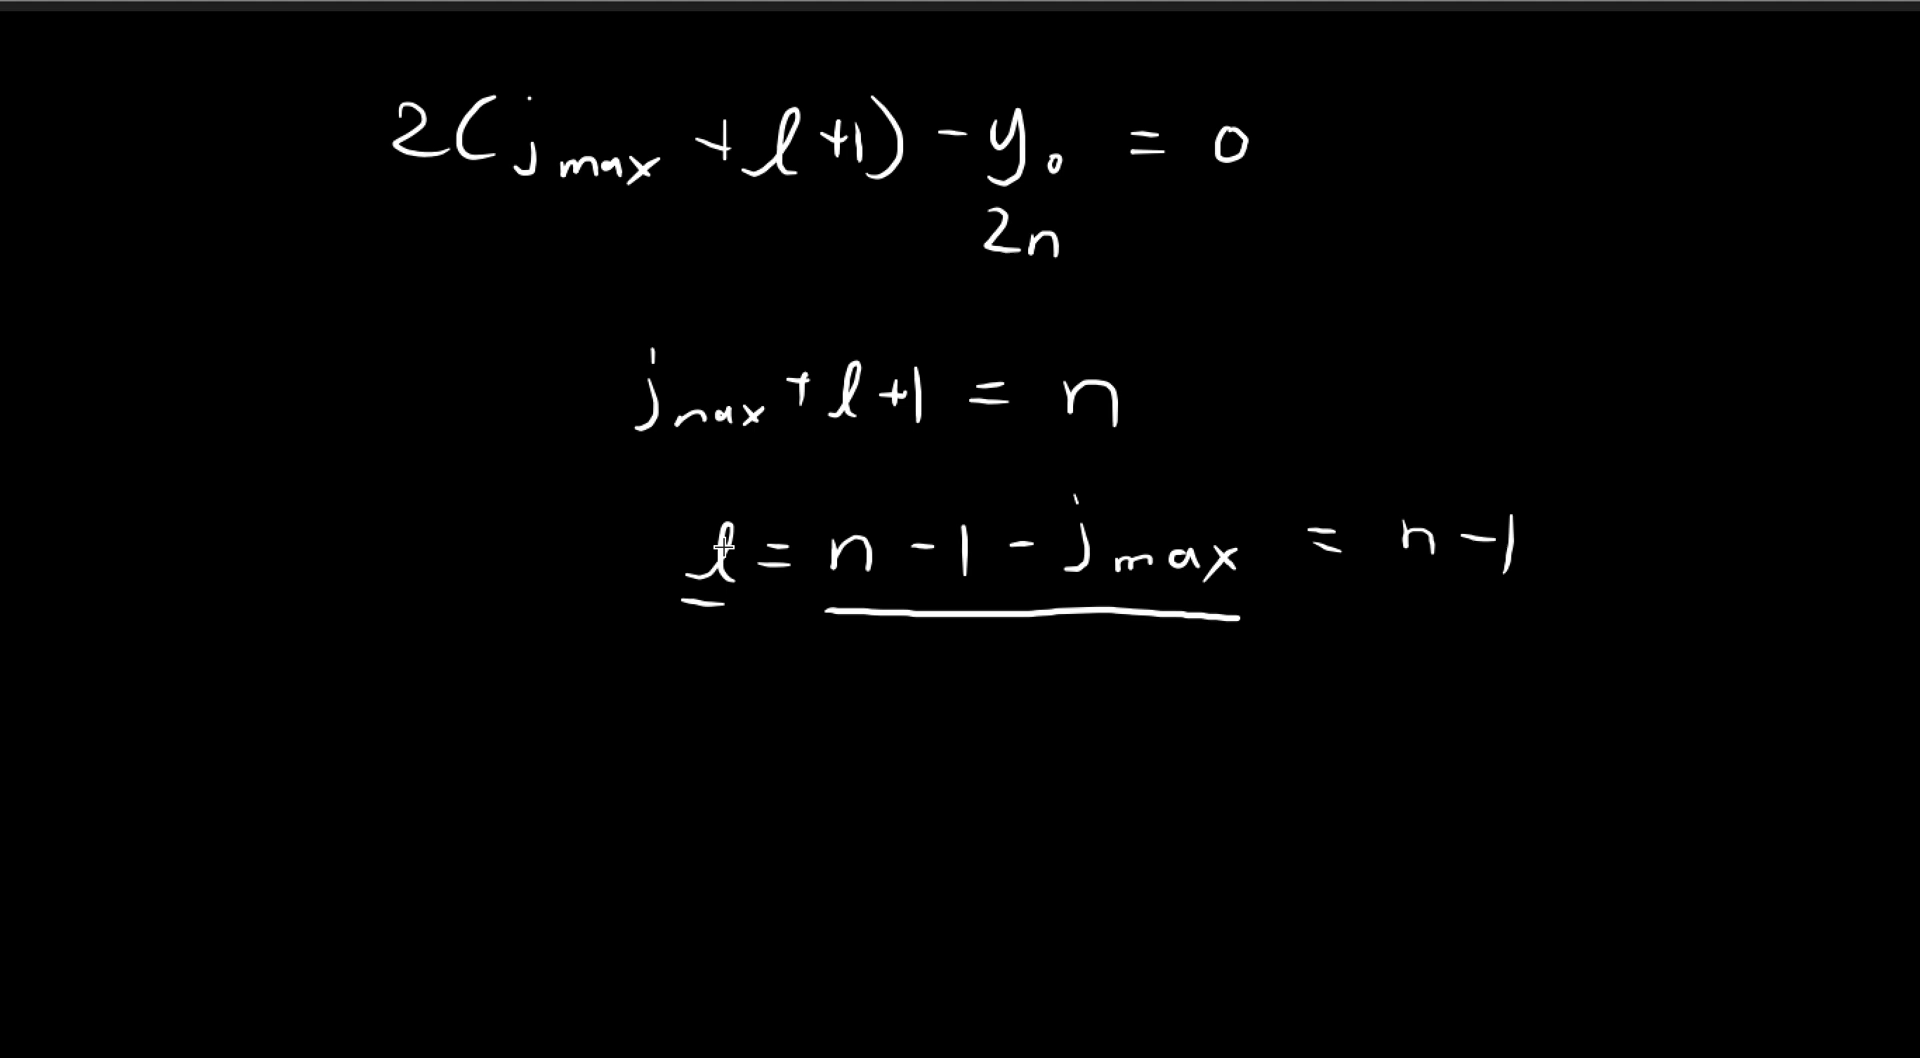 2(j_max + ℓ + 1) - y_0 = 0
2n
j_max + ℓ + 1 = n
ℓ = n - 1 - j_max = n - 1